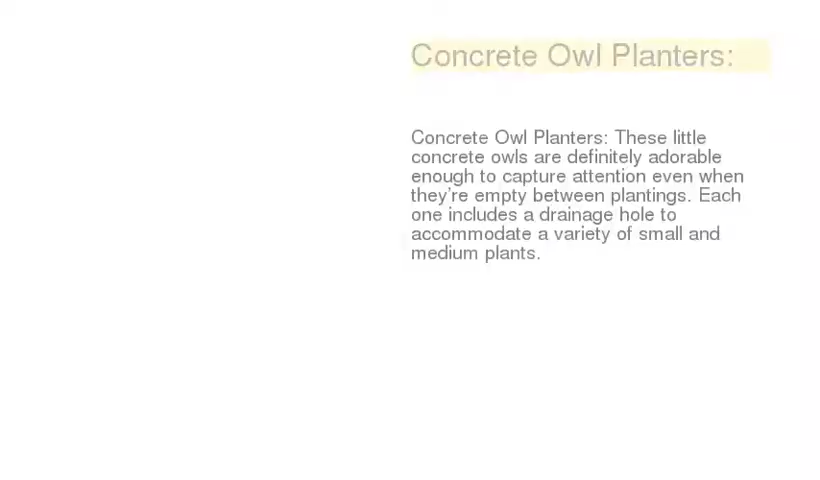 Concrete Owl Planters:
Concrete Owl Planters: These little
concrete owls are definitely adorable
enough to capture attention even when
they're empty between plantings. Each
one includes a drainage hole to
accommodate a variety of small and
medium plants.